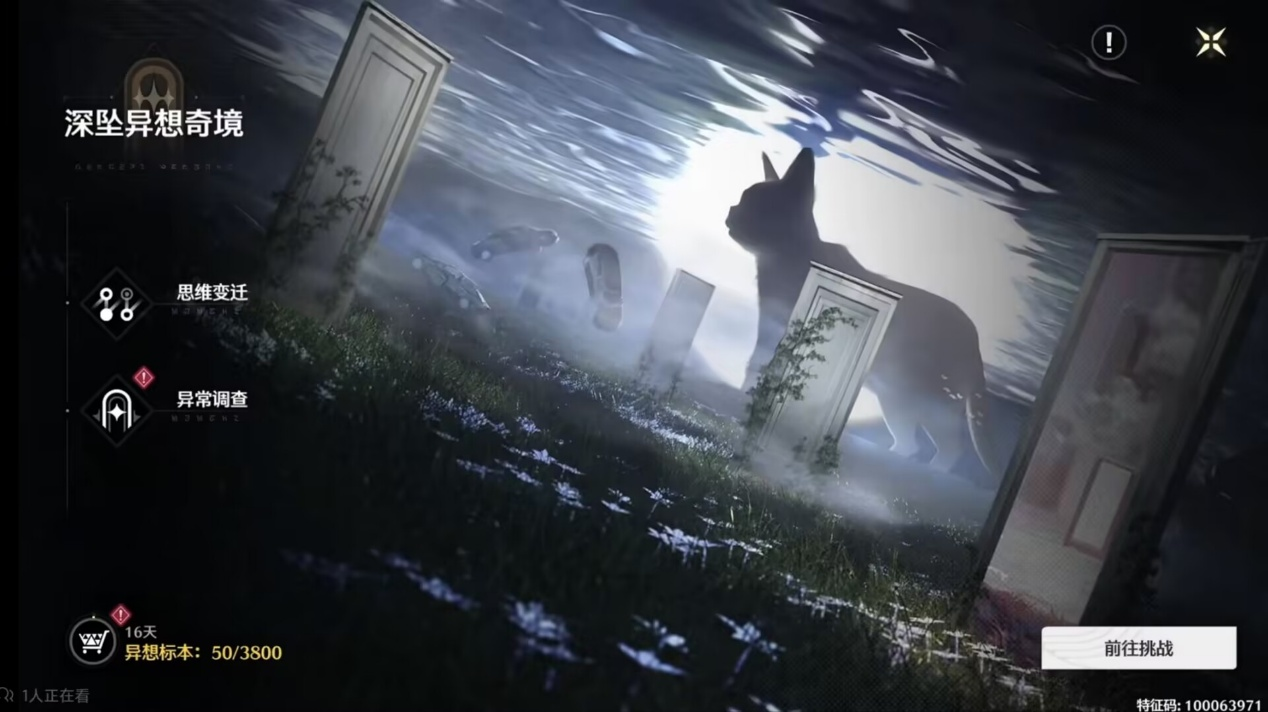 深坠异想奇境
思维变迁
异常调查
16天
异想标本：50/3800
1人正在看
前往挑战
特征码: 100063971